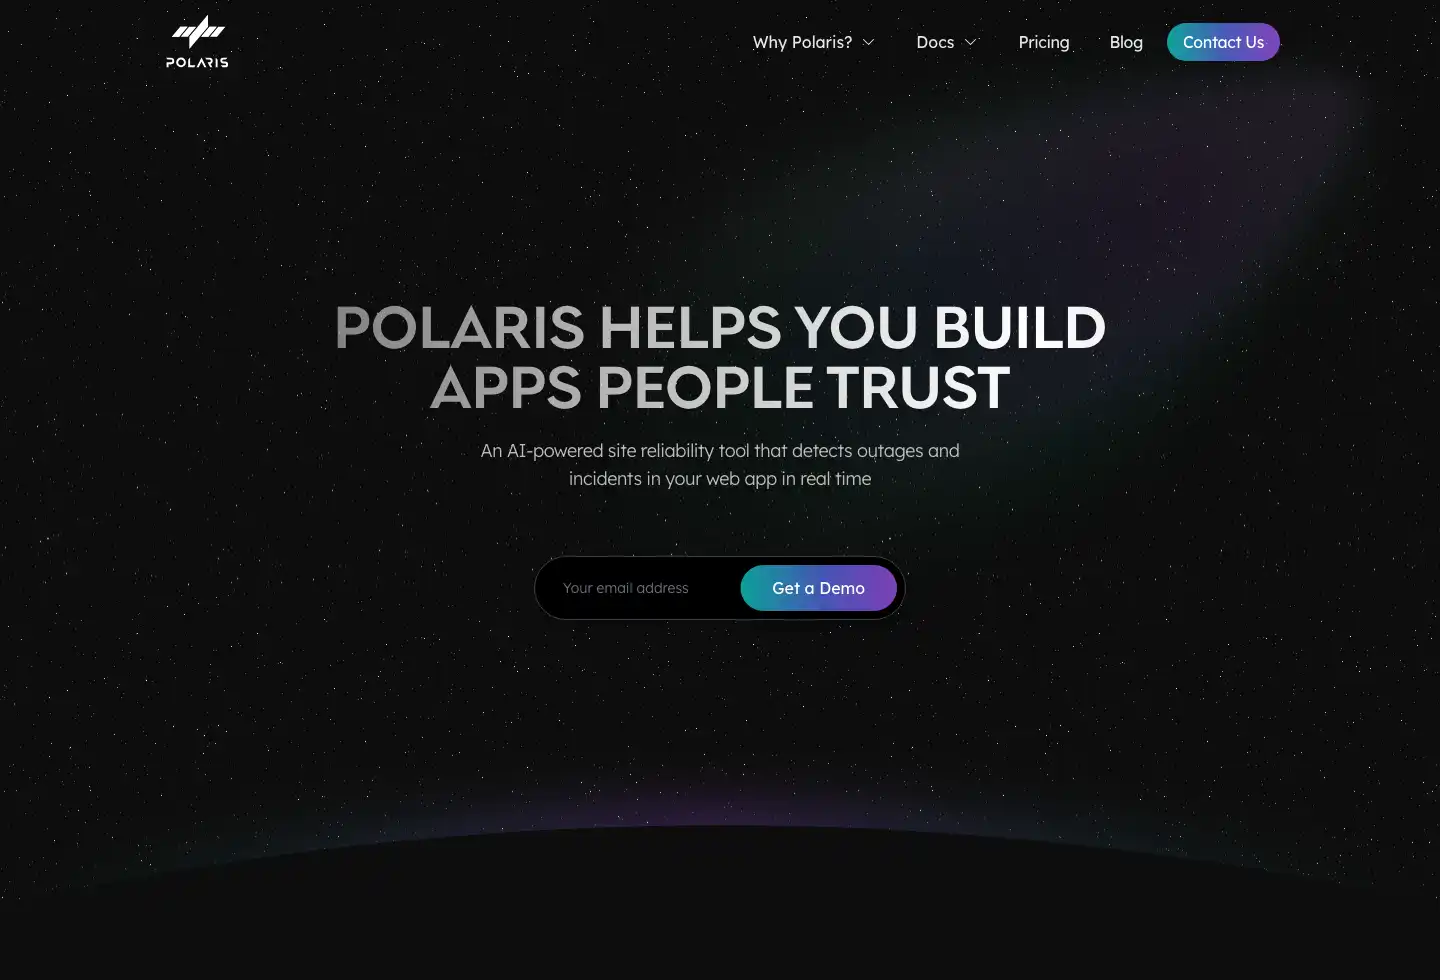 POLARIS
Why Polaris?
Docs
Pricing
Blog
Contact Us
POLARIS HELPS YOU BUILD
APPS PEOPLE TRUST
An AI-powered site reliability tool that detects outages and
incidents in your web app in real time
Your email address
Get a Demo